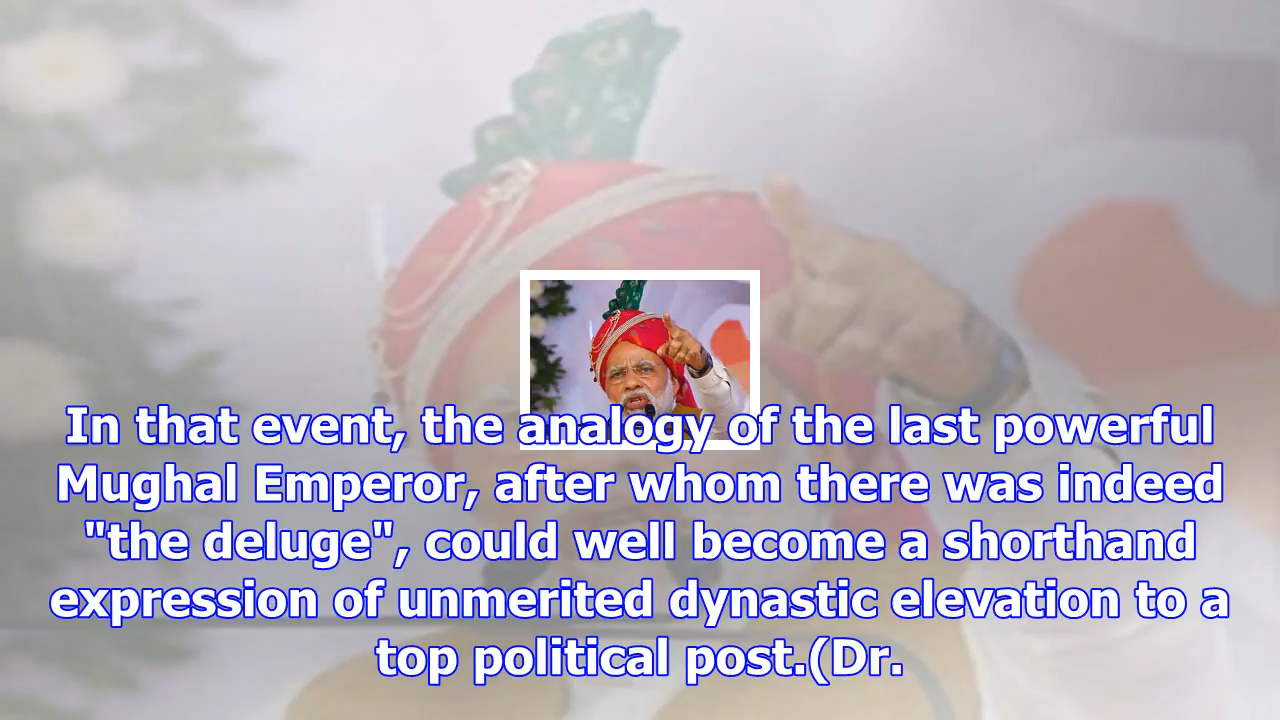 In that event, the analogy of the last powerful
Mughal Emperor, after whom there was indeed
"the deluge", could well become a shorthand
expression of unmerited dynastic elevation to a
top political post.(Dr.